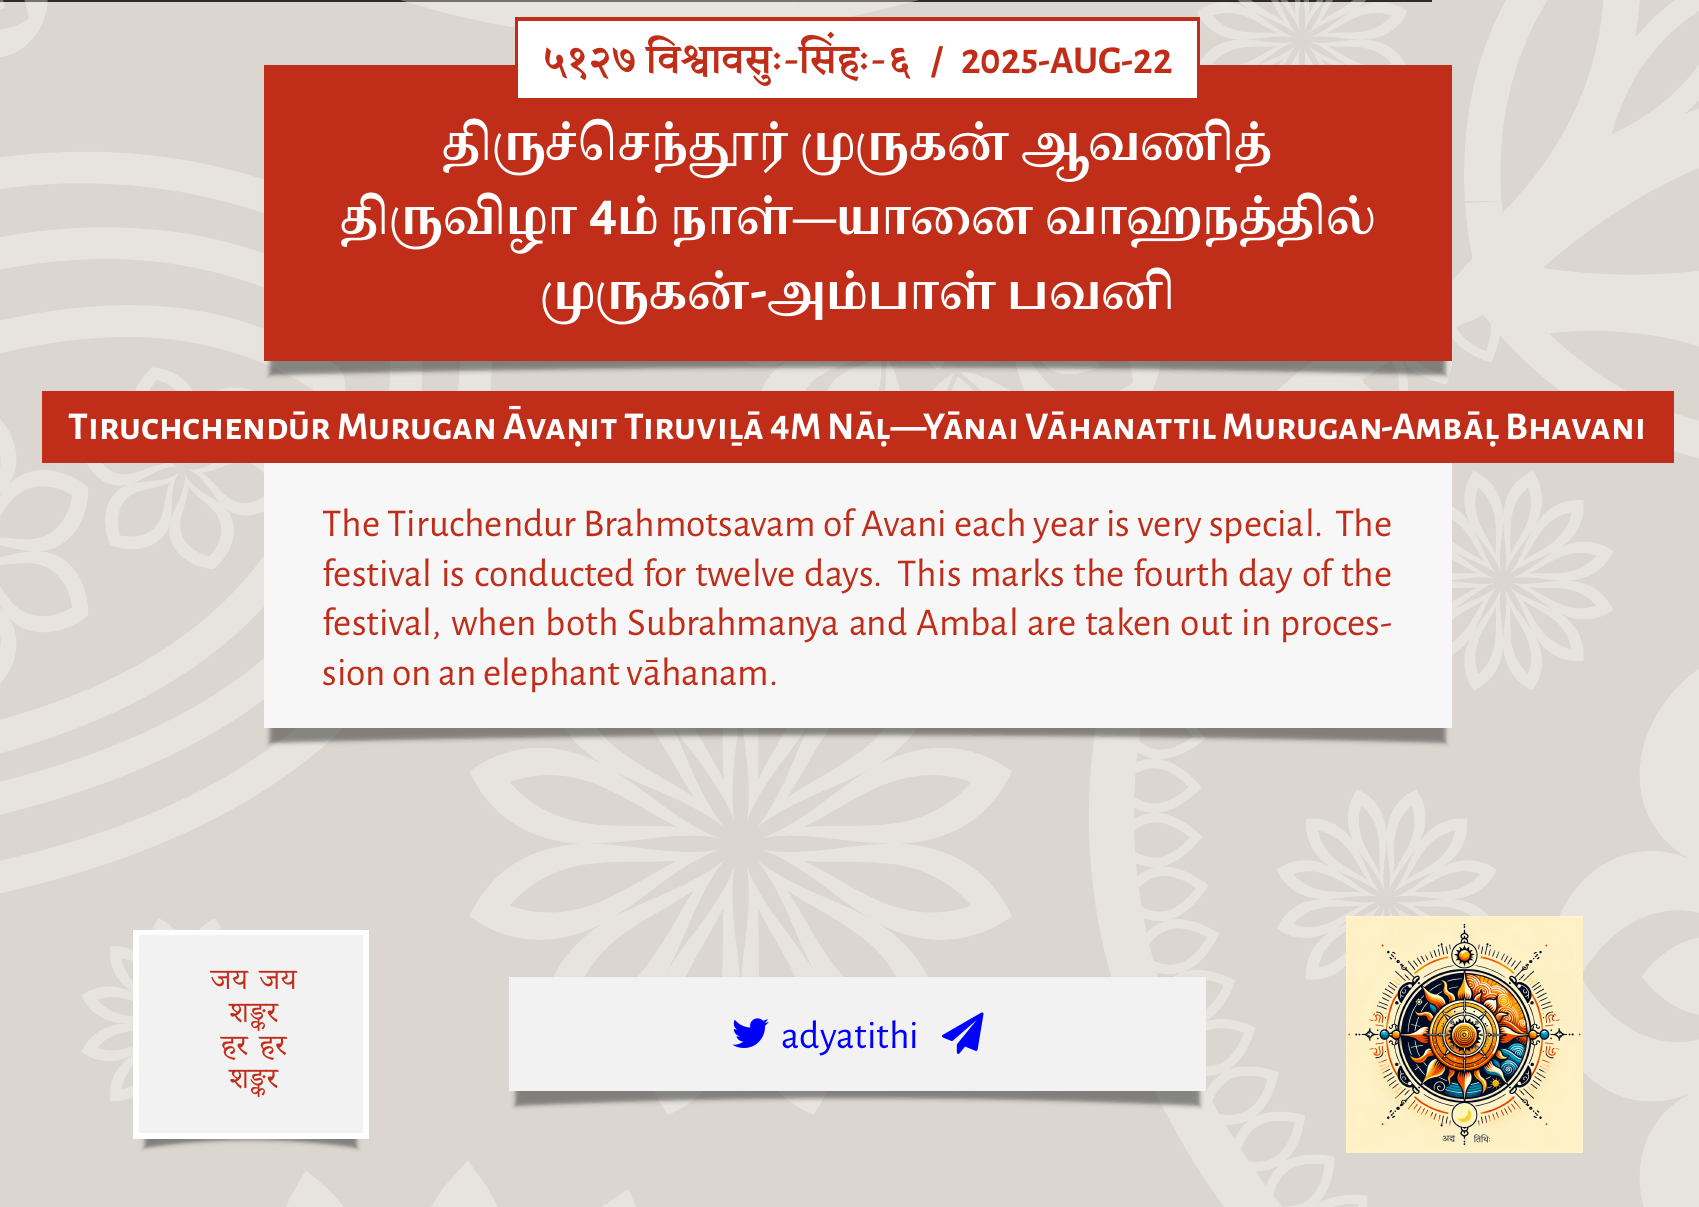 ५१२७ विश्वावसुः-सिंहः-६ / 2025-AUG-22
திருச்செந்தூர் முருகன் ஆவணித்
திருவிழா 4ம் நாள்—யானை வாஹநத்தில்
முருகன்-அம்பாள் பவனி
Tiruchchendūr Murugan Āvaṇit Tiruviḻā 4m Nāḷ—Yānai Vāhanattil Murugan-Ambāḷ Bhavani
The Tiruchendur Brahmotsavam of Avani each year is very special. The
festival is conducted for twelve days. This marks the fourth day of the
festival, when both Subrahmanya and Ambal are taken out in proces-
sion on an elephant vāhanam.
जय जय
शङ्कर
हर हर
शङ्कर
adyatithi
अद्य तिथिः